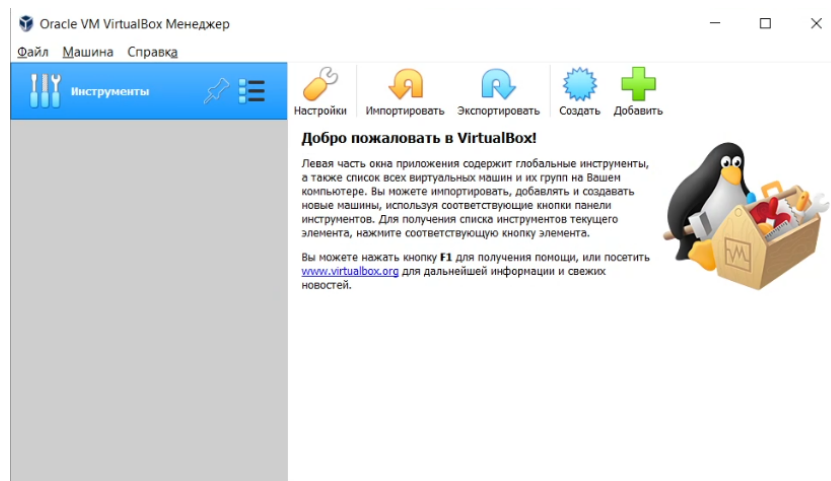 Oracle VM VirtualBox Менеджер
Файл Машина Справка
Инструменты
Настройки Импортировать Экспортировать Создать Добавить
Добро пожаловать в VirtualBox!
Левая часть окна приложения содержит глобальные инструменты,
а также список всех виртуальных машин и их групп на Вашем
компьютере. Вы можете импортировать, добавлять и создавать
новые машины, используя соответствующие кнопки панели
инструментов. Для получения списка инструментов текущего
элемента, нажмите соответствующую кнопку элемента.
Вы можете нажать кнопку F1 для получения помощи, или посетить
www.virtualbox.org для дальнейшей информации и свежих
новостей.